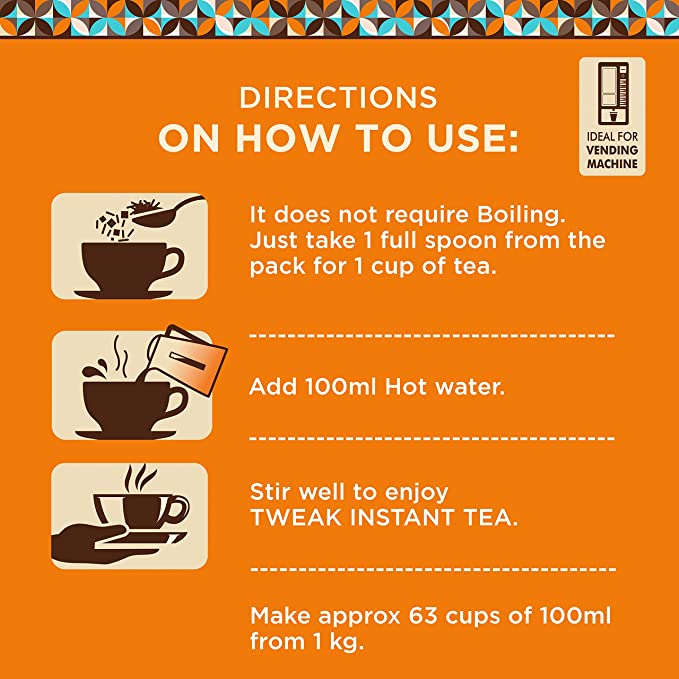 DIRECTIONS
ON HOW TO USE:
IDEAL FOR
VENDING
MACHINE
It does not require Boiling.
Just take 1 full spoon from the
pack for 1 cup of tea.
Add 100ml Hot water.
Stir well to enjoy
TWEAK INSTANT TEA.
Make approx 63 cups of 100ml
from 1 kg.